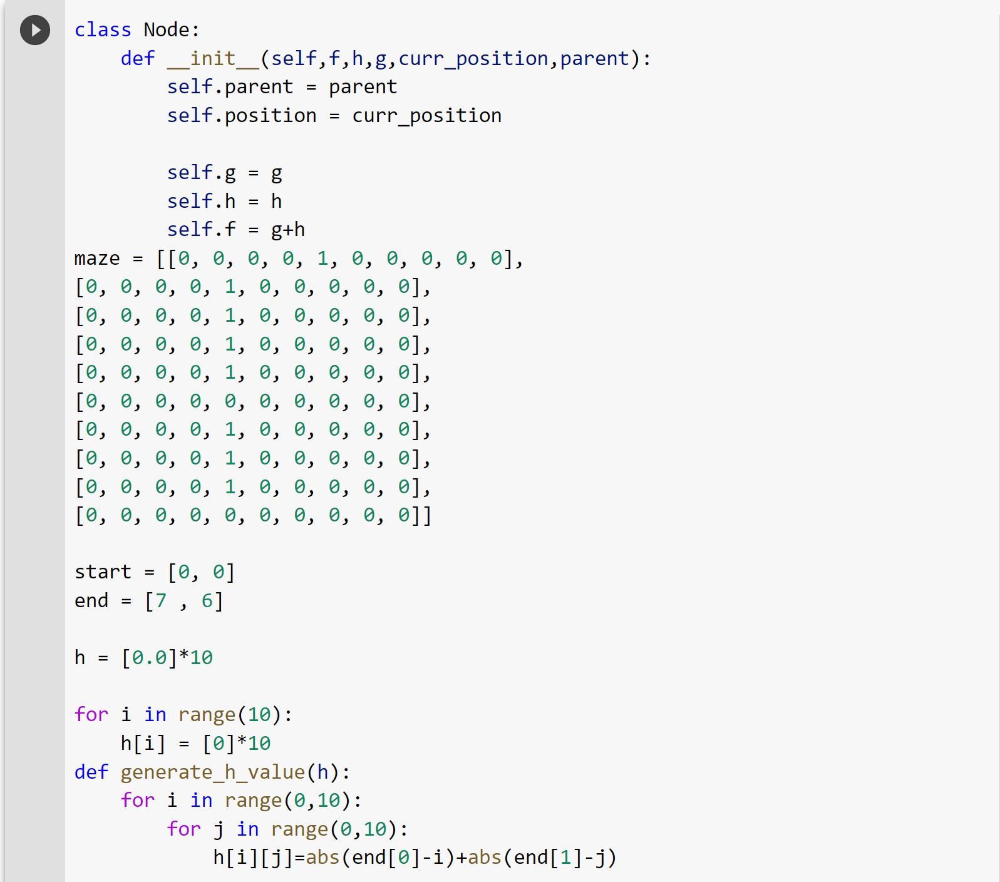 class Node:
    def __init__(self,f,h,g,curr_position,parent):
        self.parent = parent
        self.position = curr_position

        self.g = g
        self.h = h
        self.f = g+h
maze = [[0, 0, 0, 0, 1, 0, 0, 0, 0, 0],
[0, 0, 0, 0, 1, 0, 0, 0, 0, 0],
[0, 0, 0, 0, 1, 0, 0, 0, 0, 0],
[0, 0, 0, 0, 1, 0, 0, 0, 0, 0],
[0, 0, 0, 0, 1, 0, 0, 0, 0, 0],
[0, 0, 0, 0, 0, 0, 0, 0, 0, 0],
[0, 0, 0, 0, 1, 0, 0, 0, 0, 0],
[0, 0, 0, 0, 1, 0, 0, 0, 0, 0],
[0, 0, 0, 0, 1, 0, 0, 0, 0, 0],
[0, 0, 0, 0, 0, 0, 0, 0, 0, 0]]

start = [0, 0]
end = [7 , 6]

h = [0.0]*10

for i in range(10):
    h[i] = [0]*10
def generate_h_value(h):
    for i in range(0,10):
        for j in range(0,10):
            h[i][j]=abs(end[0]-i)+abs(end[1]-j)